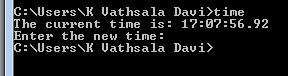 C:\Users\K Vathsala Davi>time
The current time is: 17:07:56.92
Enter the new time:
C:\Users\K Vathsala Davi>